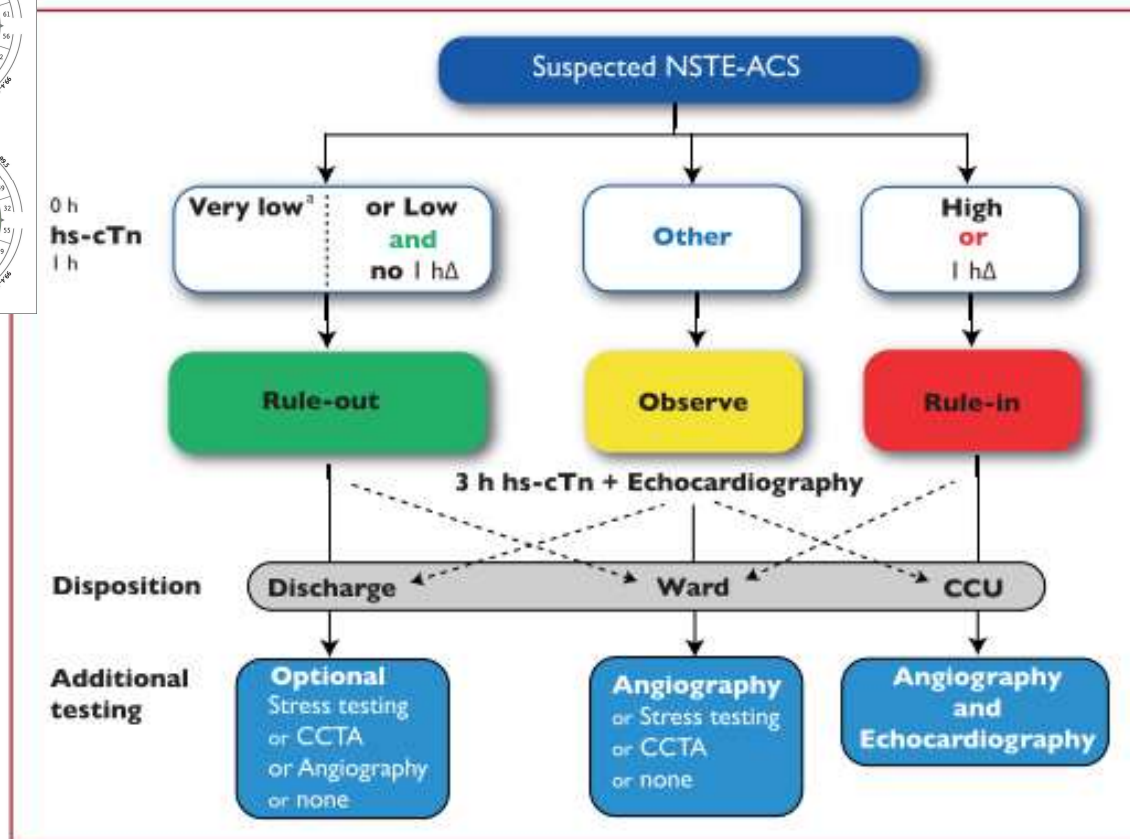 Suspected NSTE-ACS
0 h
hs-cTn
1 h
Very lowᵃ
or Low
and
no 1 hΔ
Other
High
or
1 hΔ
Rule-out
Observe
Rule-in
3 h hs-cTn + Echocardiography
Disposition
Discharge
Ward
CCU
Additional
testing
Optional
Stress testing
or CCTA
or Angiography
or none
Angiography
or Stress testing
or CCTA
or none
Angiography
and
Echocardiography